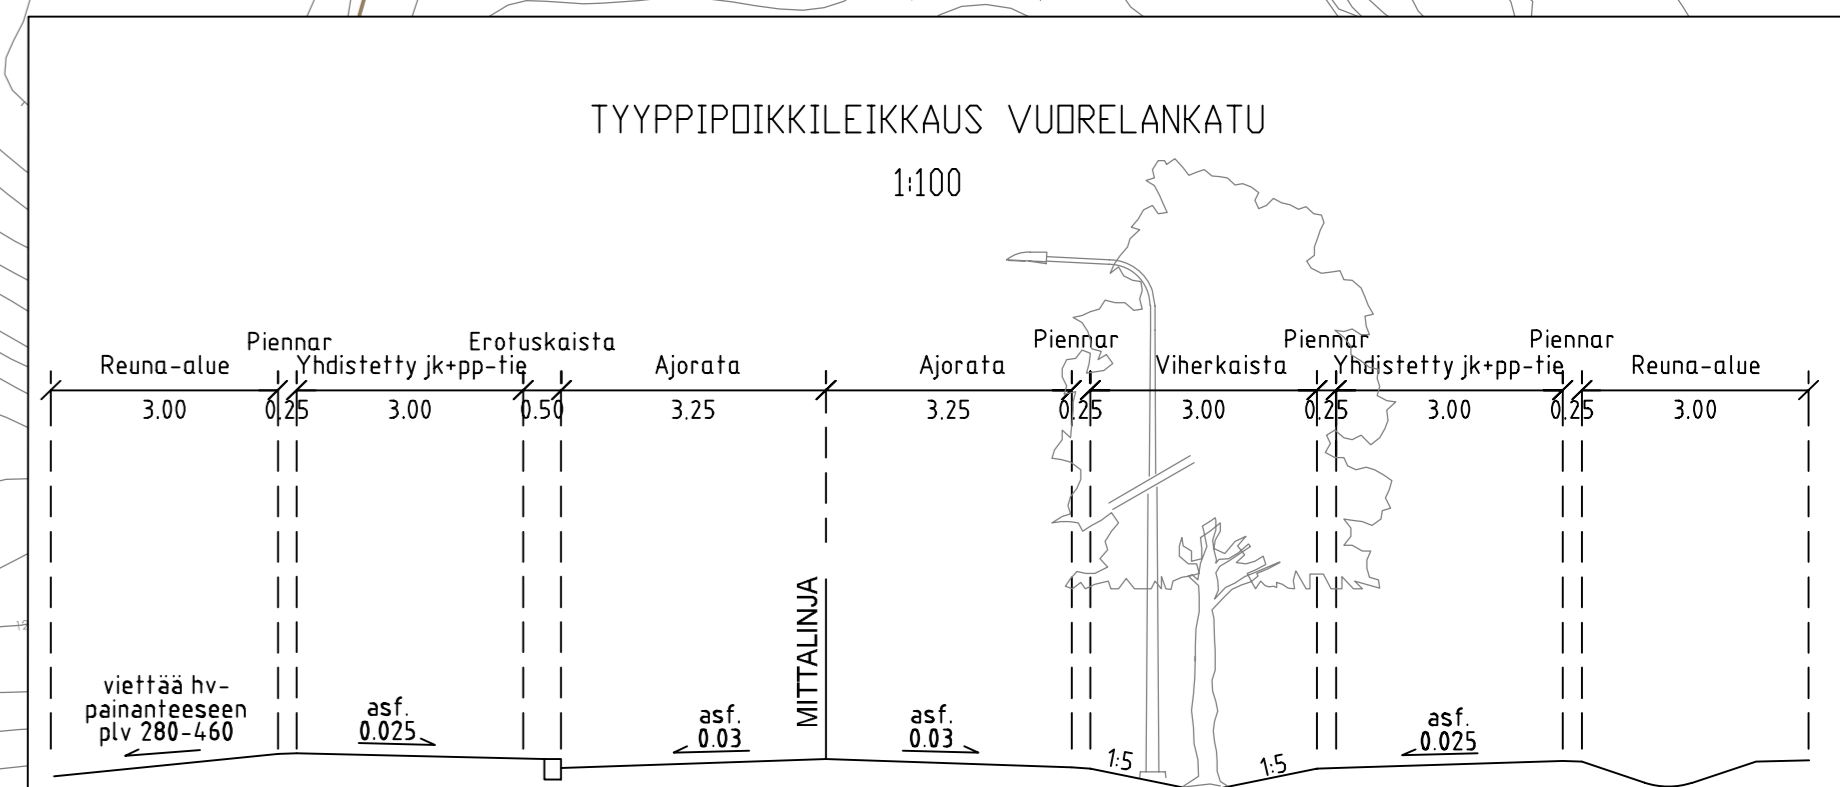 TYYPPIPOIKKILEIKKAUS VUORELANKATU
1:100
Piennar
Erotuskaista
Piennar
Piennar
Piennar
Reuna-alue
Yhdistetty jk+pp-tie
Ajorata
Ajorata
Viherkaista
Yhdistetty jk+pp-tie
Reuna-alue
3.00
0.25
3.00
0.50
3.25
3.25
0.25
3.00
0.25
3.00
0.25
3.00
MITTALINJA
viettää hv-
painanteeseen
plv 280-460
asf.
0.025
asf.
0.03
asf.
0.03
1:5
1:5
asf.
0.025